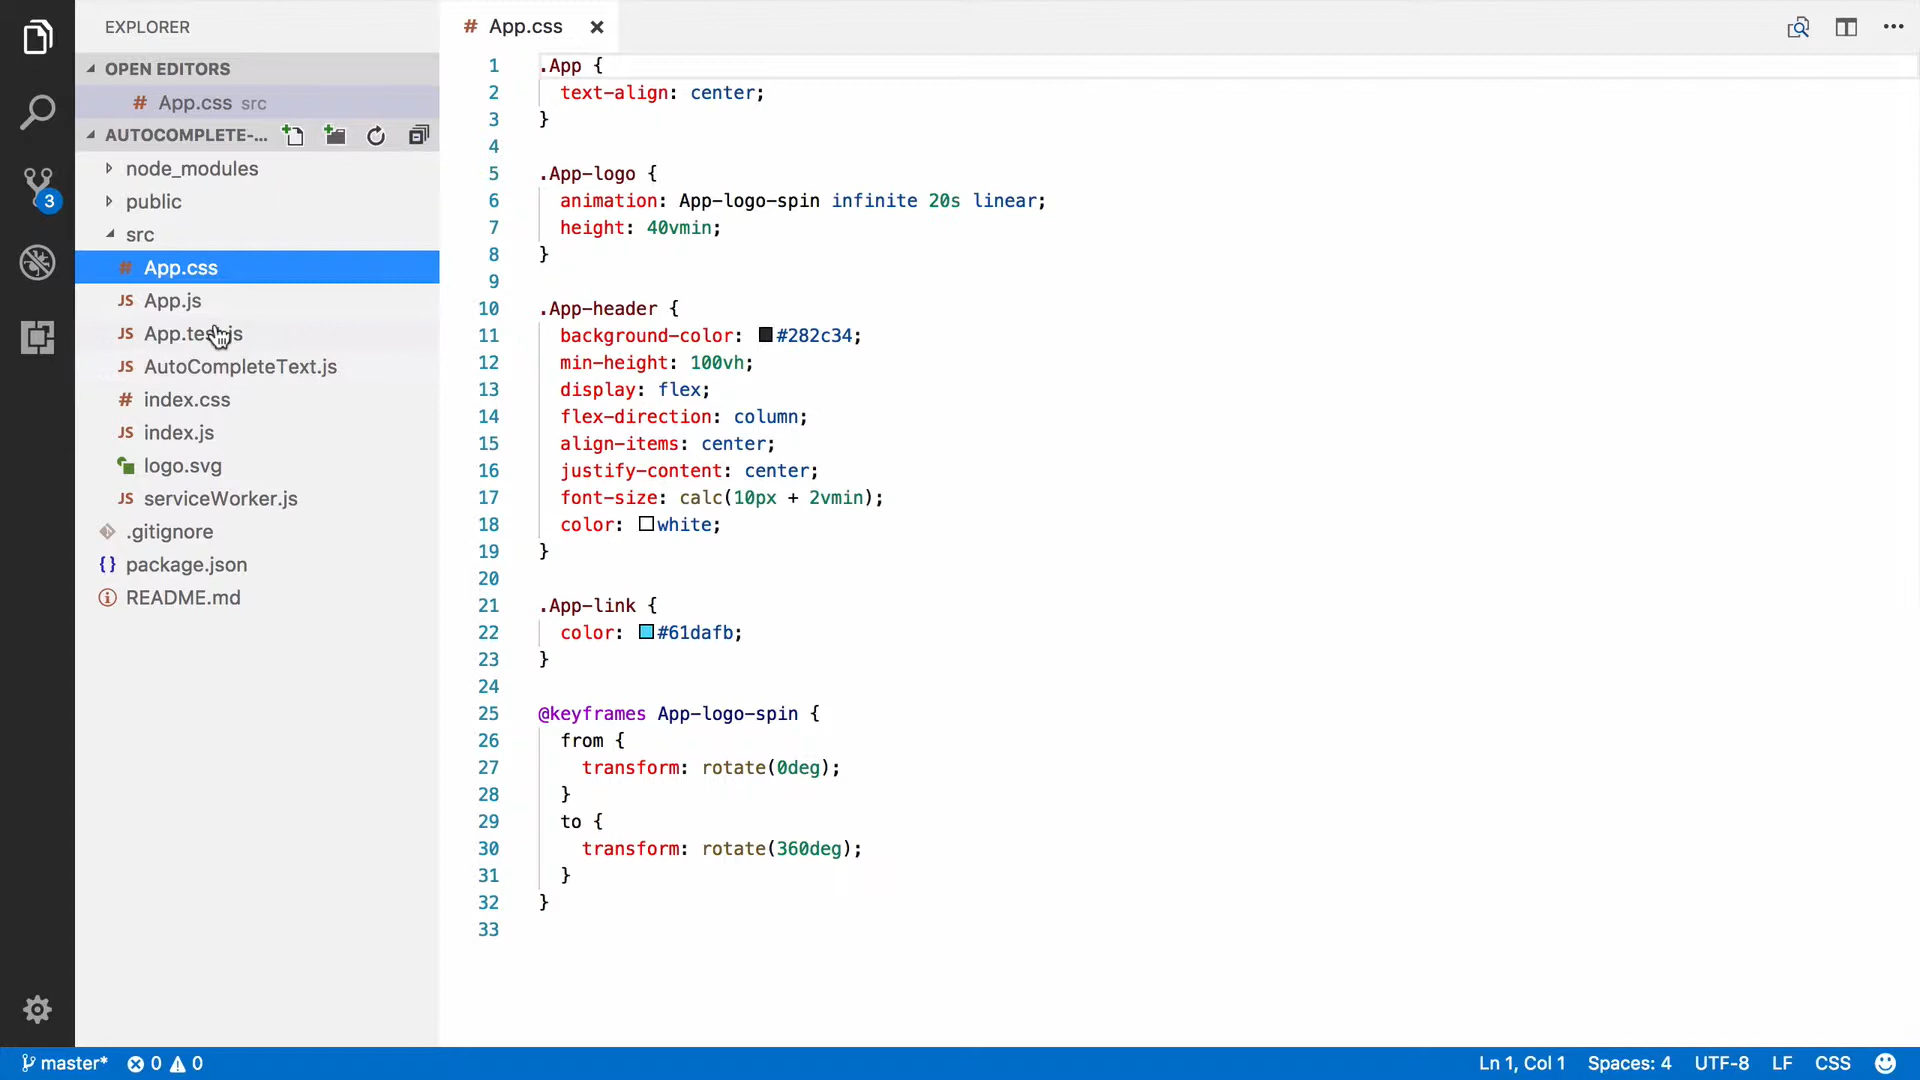 EXPLORER
OPEN EDITORS
# App.css src
AUTOCOMPLETE-...
node_modules
public
src
# App.css
JS App.js
JS
JS AutoCompleteText.js
# index.css
JS index.js
logo.svg
JS serviceWorker.js
.gitignore
{} package.json
README.md
3
# App.css ×
1 .App {
2 text-align: center;
3 }
4
5 .App-logo {
6 animation: App-logo-spin infinite 20s linear;
7 height: 40vmin;
8 }
9
10 .App-header {
11 background-color: #282c34;
12 min-height: 100vh;
13 display: flex;
14 flex-direction: column;
15 align-items: center;
16 justify-content: center;
17 font-size: calc(10px + 2vmin);
18 color: white;
19 }
20
21 .App-link {
22 color: #61dafb;
23 }
24
25 @keyframes App-logo-spin {
26 from {
27 transform: rotate(0deg);
28 }
29 to {
30 transform: rotate(360deg);
31 }
32 }
33
master* 0 0 Ln 1, Col 1 Spaces: 4 UTF-8 LF CSS